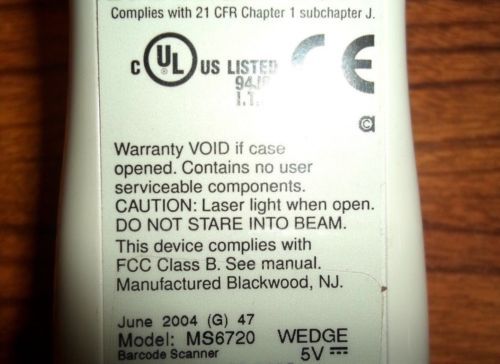 Complies with 21 CFR Chapter 1 subchapter J.
C UL US LISTED CE
I.T.
Warranty VOID if case
opened. Contains no user
serviceable components.
CAUTION: Laser light when open.
DO NOT STARE INTO BEAM.
This device complies with
FCC Class B. See manual.
Manufactured Blackwood, NJ.
June 2004 (G) 47
Model: MS6720 WEDGE
Barcode Scanner 5V